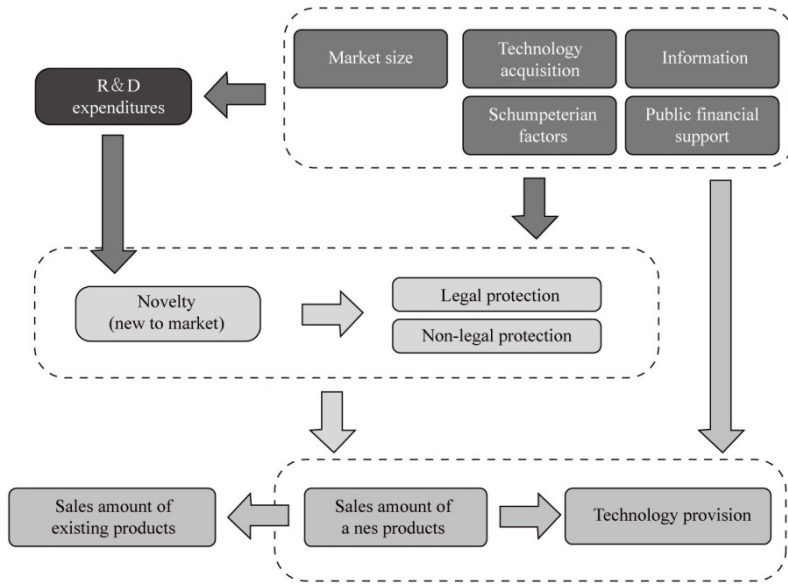 Market size
Technology
acquisition
Information
R&D
expenditures
Schumpeterian
factors
Public financial
support
Novelty
(new to market)
Legal protection
Non-legal protection
Sales amount of
existing products
Sales amount of
a nes products
Technology provision